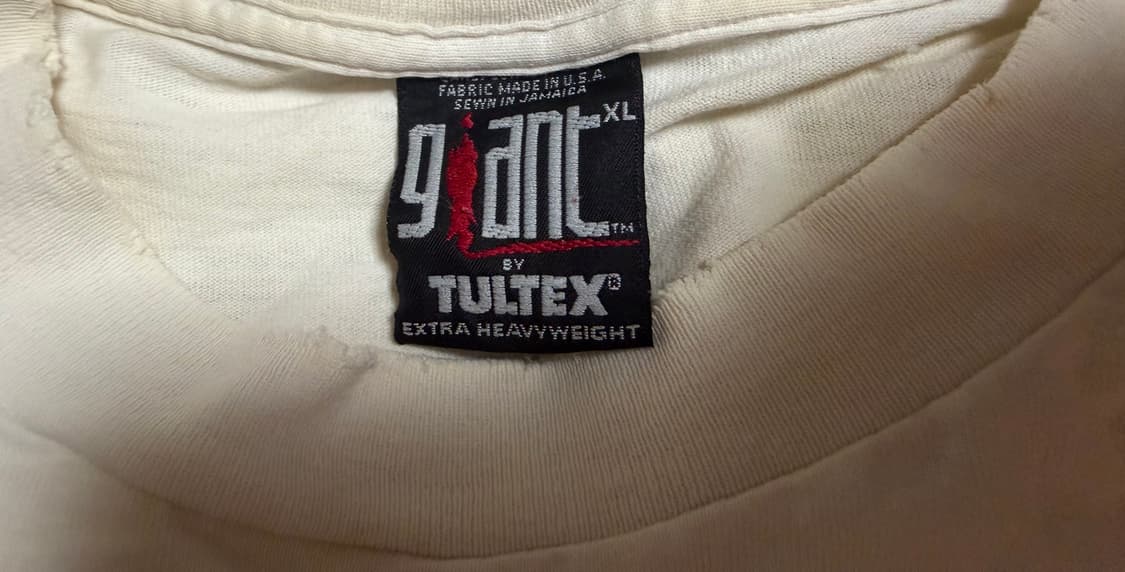 FABRIC MADE IN U.S.A.
SEWN IN JAMAICA
giant XL
TM
BY
TULTEX®
EXTRA HEAVYWEIGHT